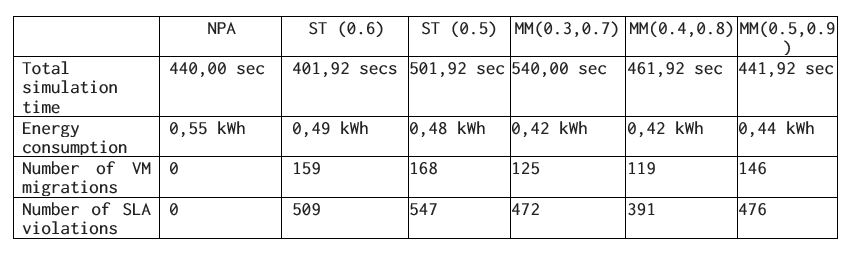 NPA ST (0.6) ST (0.5) MM(0.3,0.7) MM(0.4,0.8) MM(0.5,0.9
)
Total 440,00 sec 401,92 secs 501,92 sec 540,00 sec 461,92 sec 441,92 sec
simulation
time
Energy 0,55 kWh 0,49 kWh 0,48 kWh 0,42 kWh 0,42 kWh 0,44 kWh
consumption
Number of VM 0 159 168 125 119 146
migrations
Number of SLA 0 509 547 472 391 476
violations